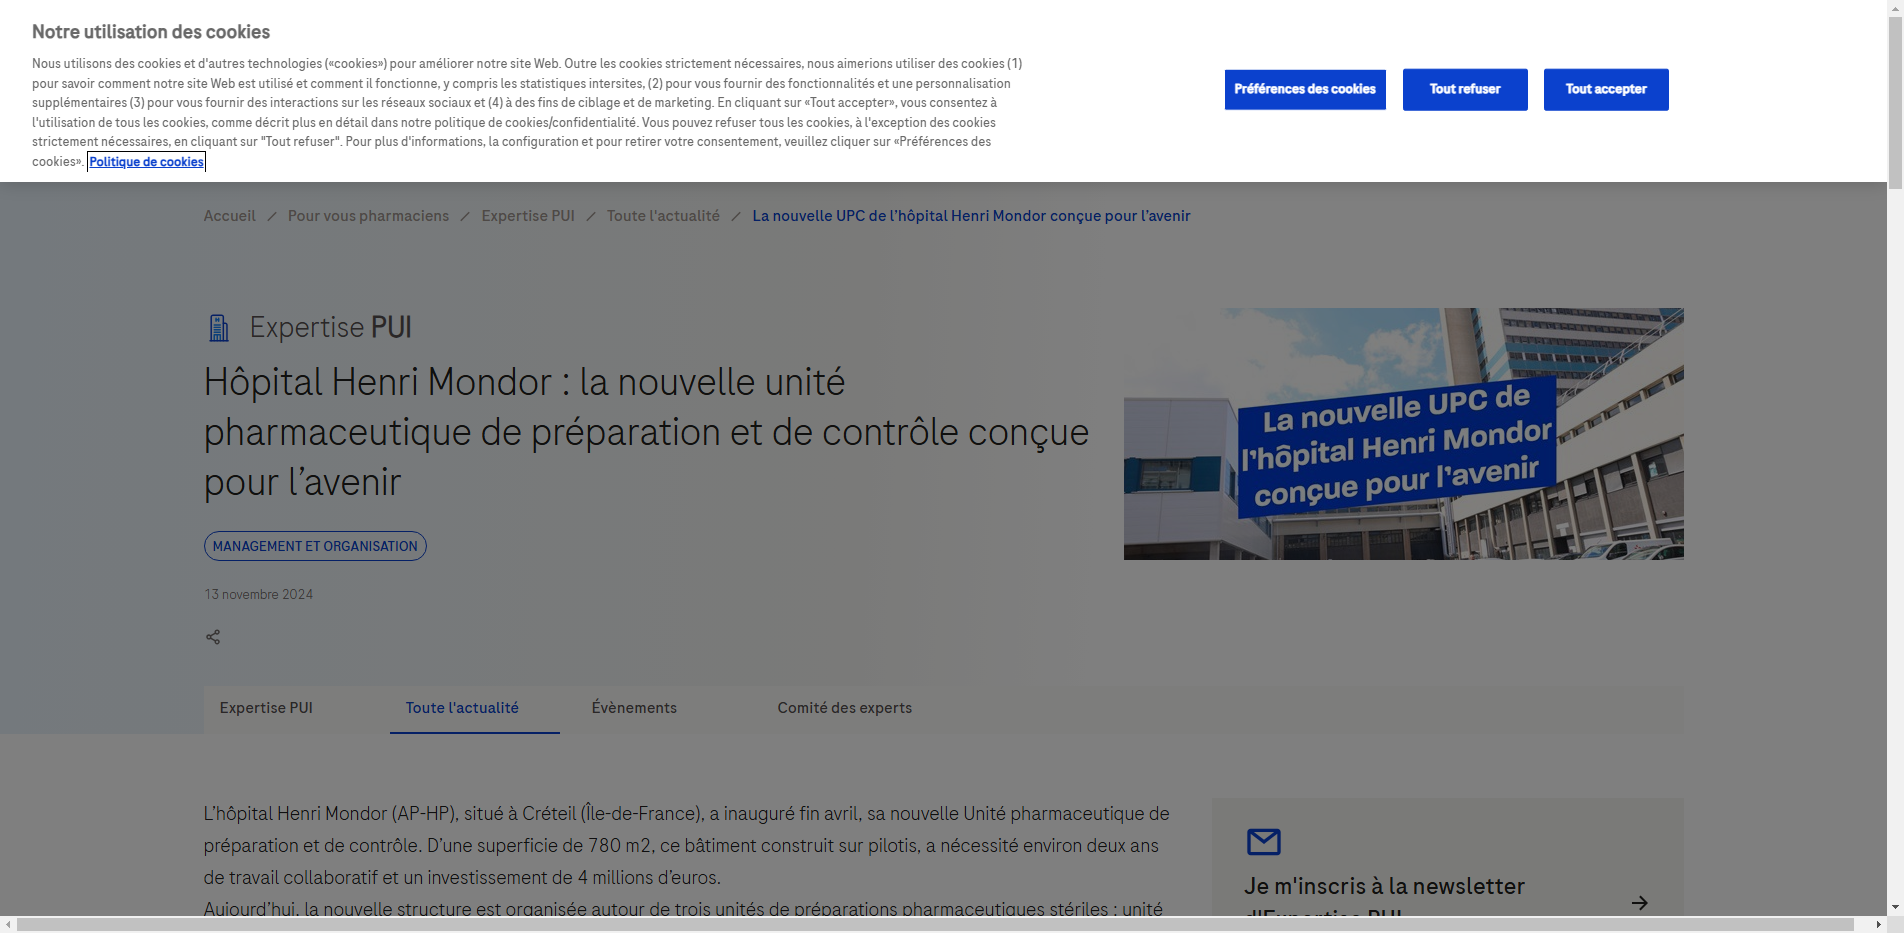 Notre utilisation des cookies
Nous utilisons des cookies et d'autres technologies («cookies») pour améliorer notre site Web. Outre les cookies strictement nécessaires, nous aimerions utiliser des cookies (1)
pour savoir comment notre site Web est utilisé et comment il fonctionne, y compris les statistiques intersites, (2) pour vous fournir des fonctionnalités et une personnalisation
supplémentaires (3) pour vous fournir des interactions sur les réseaux sociaux et (4) à des fins de ciblage et de marketing. En cliquant sur «Tout accepter», vous consentez à
l'utilisation de tous les cookies, comme décrit plus en détail dans notre politique de cookies/confidentialité. Vous pouvez refuser tous les cookies, à l'exception des cookies
strictement nécessaires, en cliquant sur "Tout refuser". Pour plus d'informations, la configuration et pour retirer votre consentement, veuillez cliquer sur «Préférences des
cookies». Politique de cookies
Préférences des cookies
Tout refuser
Tout accepter
Accueil / Pour vous pharmaciens / Expertise PUI / Toute l'actualité / La nouvelle UPC de l’hôpital Henri Mondor conçue pour l’avenir
Expertise PUI
Hôpital Henri Mondor : la nouvelle unité
pharmaceutique de préparation et de contrôle conçue
pour l’avenir
MANAGEMENT ET ORGANISATION
13 novembre 2024
La nouvelle UPC de
l’hôpital Henri Mondor
conçue pour l’avenir
Expertise PUI
Toute l'actualité
Évènements
Comité des experts
L’hôpital Henri Mondor (AP-HP), situé à Créteil (Île-de-France), a inauguré fin avril, sa nouvelle Unité pharmaceutique de
préparation et de contrôle. D’une superficie de 780 m2, ce bâtiment construit sur pilotis, a nécessité environ deux ans
de travail collaboratif et un investissement de 4 millions d’euros.
Aujourd’hui, la nouvelle structure est organisée autour de trois unités de préparations pharmaceutiques stériles : unité
Je m'inscris à la newsletter
d'Expertise PUI